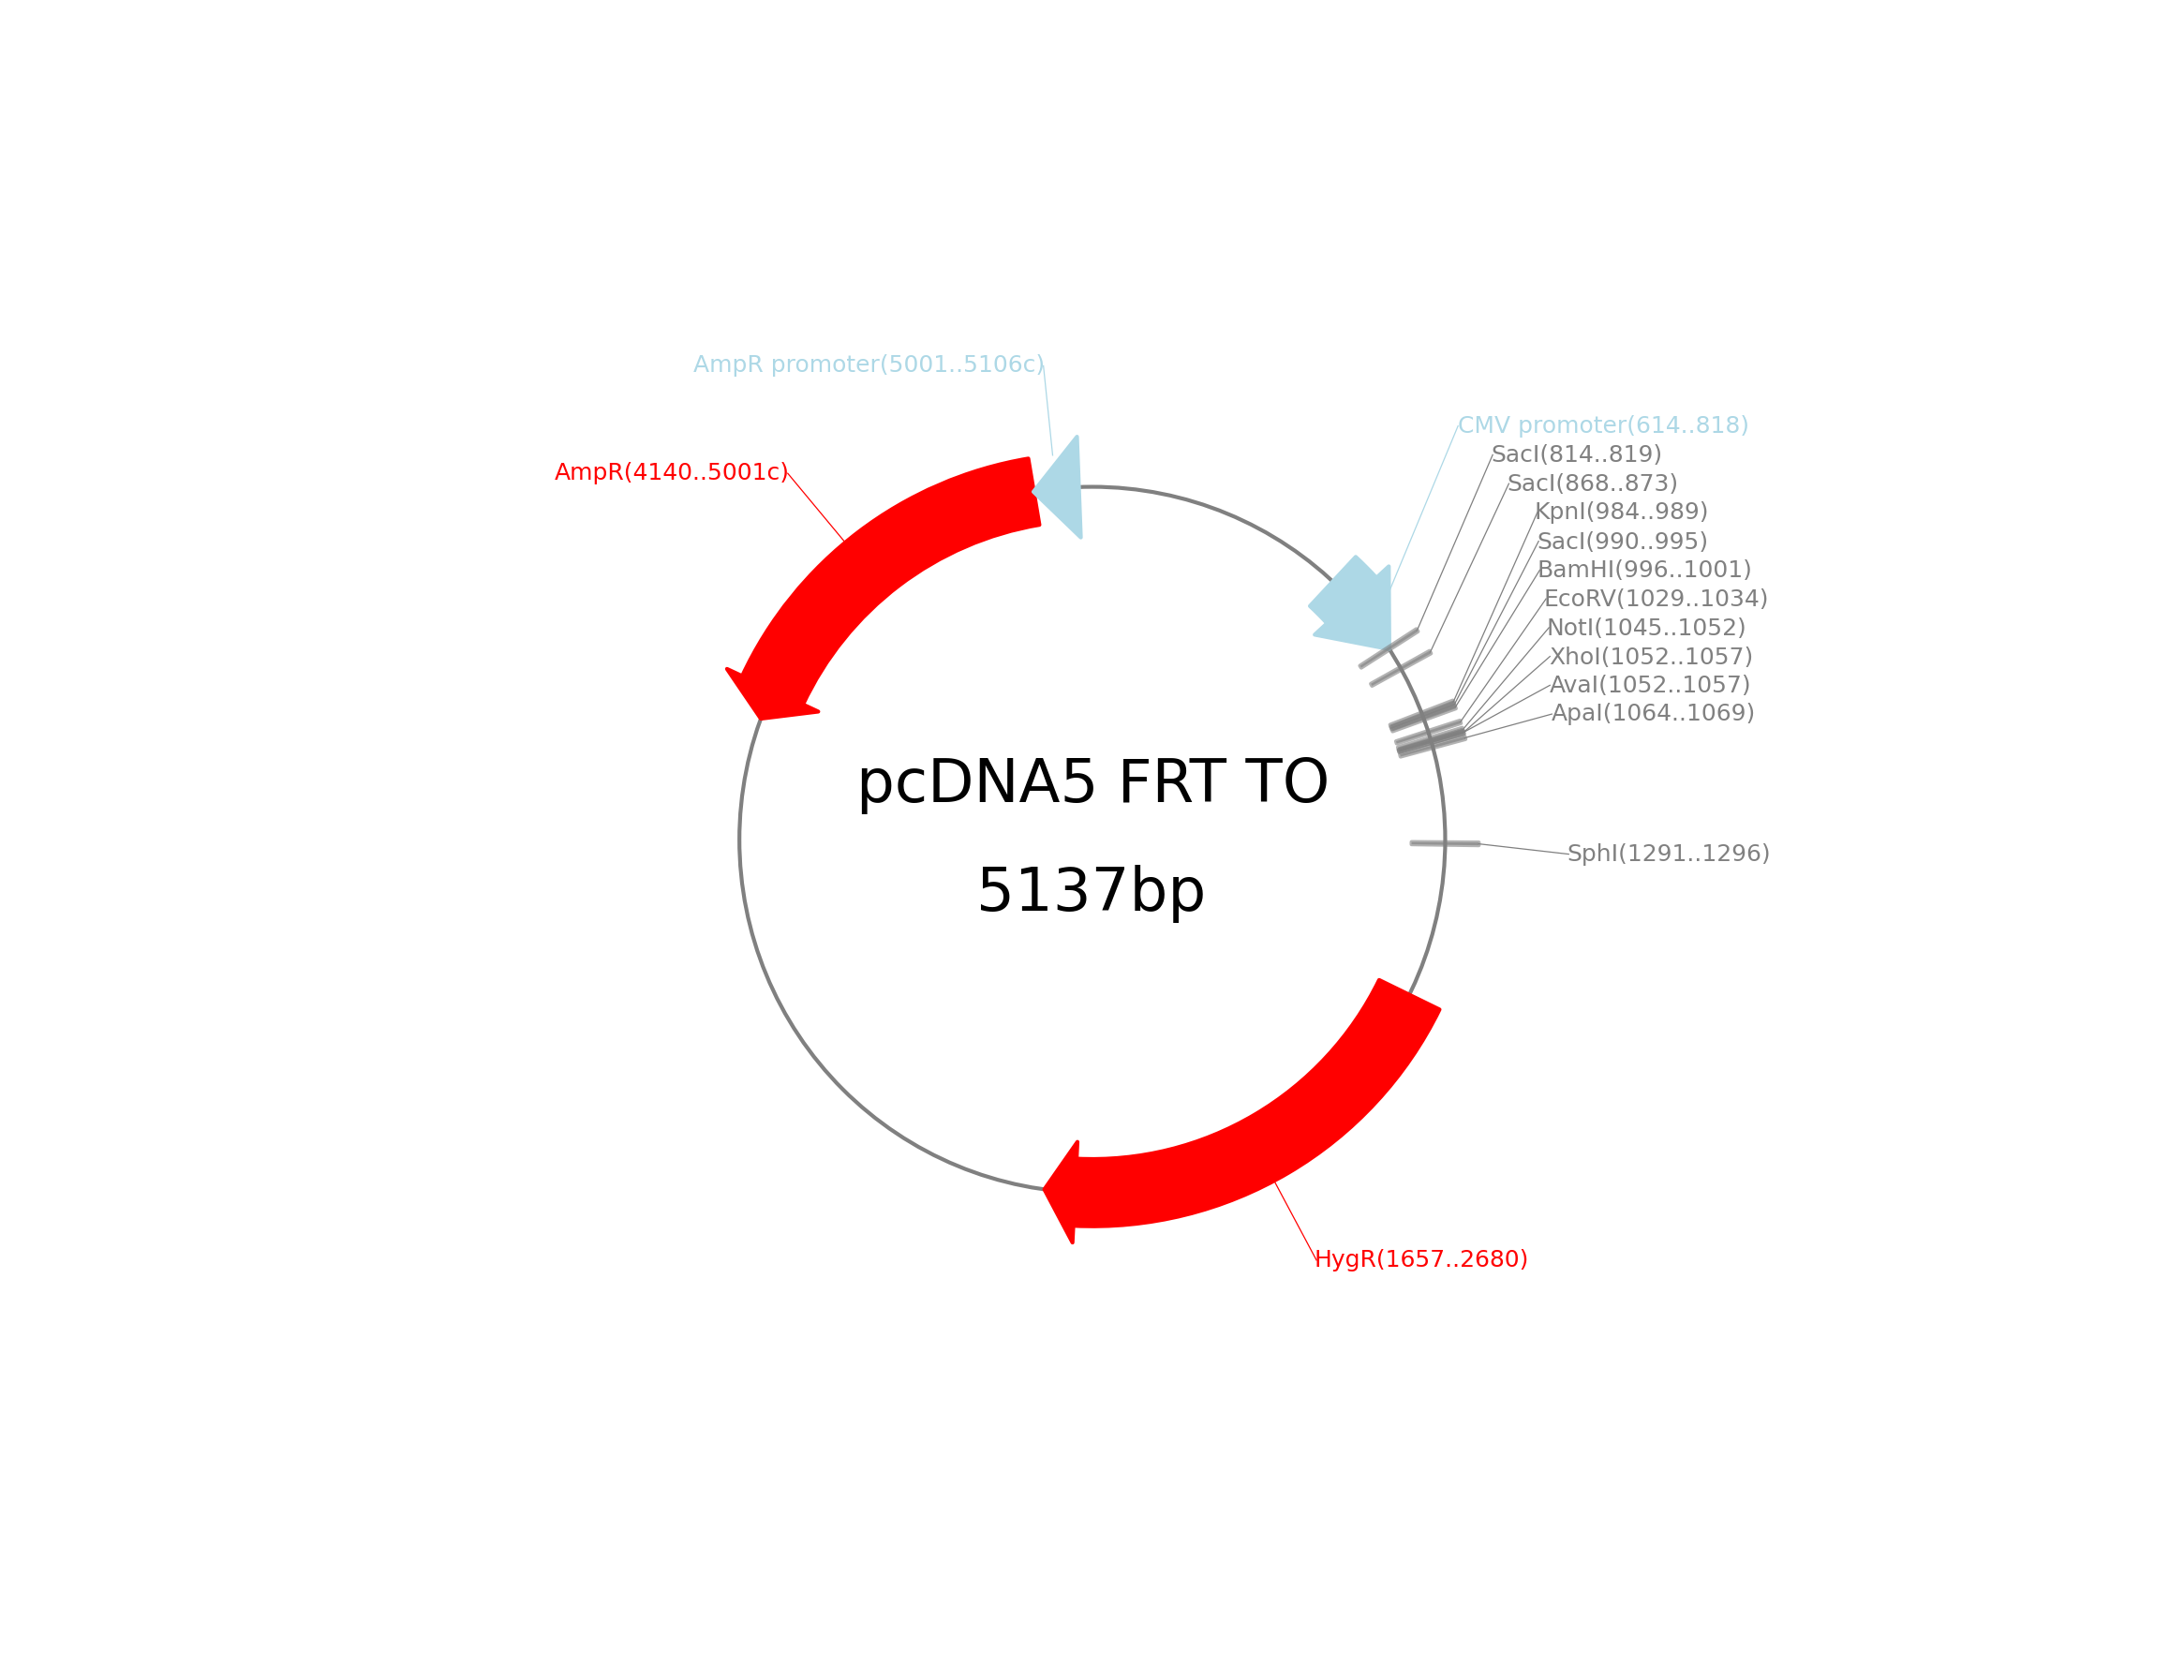 AmpR promoter(5001..5106c)
CMV promoter(614..818)
SacI(814..819)
AmpR(4140..5001c)
SacI(868..873)
KpnI(984..989)
SacI(990..995)
BamHI(996..1001)
EcoRV(1029..1034)
NotI(1045..1052)
XhoI(1052..1057)
AvaI(1052..1057)
ApaI(1064..1069)
pcDNA5 FRT TO
5137bp
SphI(1291..1296)
HygR(1657..2680)